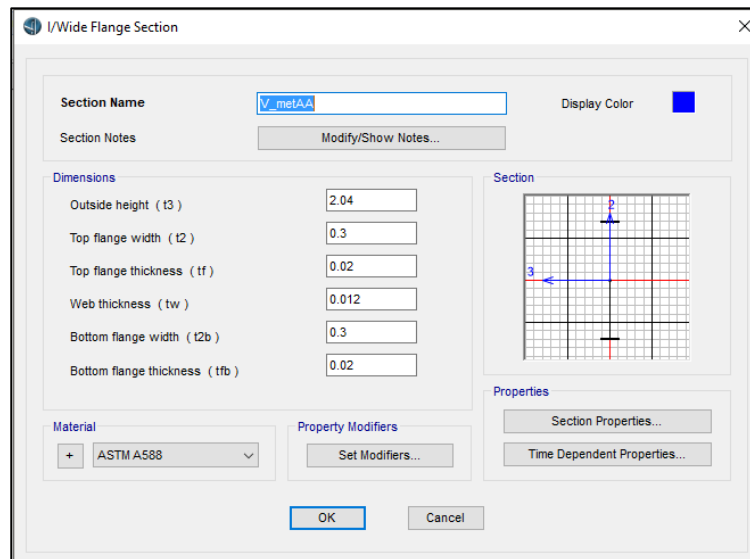 I/Wide Flange Section
Section Name V_metAA Display Color
Section Notes Modify/Show Notes...
Dimensions
Outside height ( t3 ) 2.04
Top flange width ( t2 ) 0.3
Top flange thickness ( tf ) 0.02
Web thickness ( tw ) 0.012
Bottom flange width ( t2b ) 0.3
Bottom flange thickness ( tfb ) 0.02
Section
2
3
Material
+ ASTM A588
Property Modifiers
Set Modifiers...
Properties
Section Properties...
Time Dependent Properties...
OK Cancel